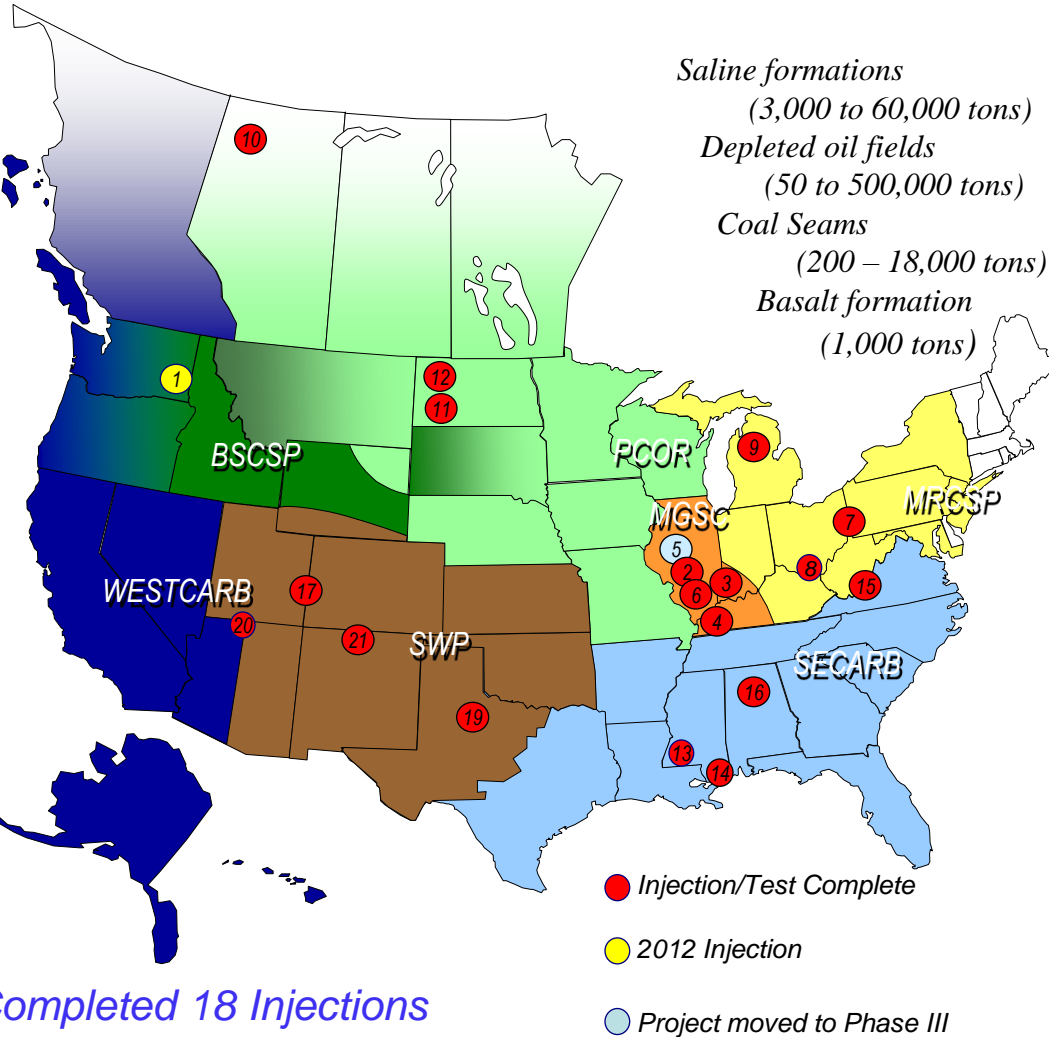 Saline formations
(3,000 to 60,000 tons)
Depleted oil fields
(50 to 500,000 tons)
Coal Seams
(200 – 18,000 tons)
Basalt formation
(1,000 tons)
10
12
1
11
9
BSCSP
PCOR
MRCSP
MGSC
7
5
2
3
8
6
15
17
WESTCARB
4
20
21
SWP
SECARB
16
19
13
14
Injection/Test Complete
2012 Injection
Completed 18 Injections
Project moved to Phase III